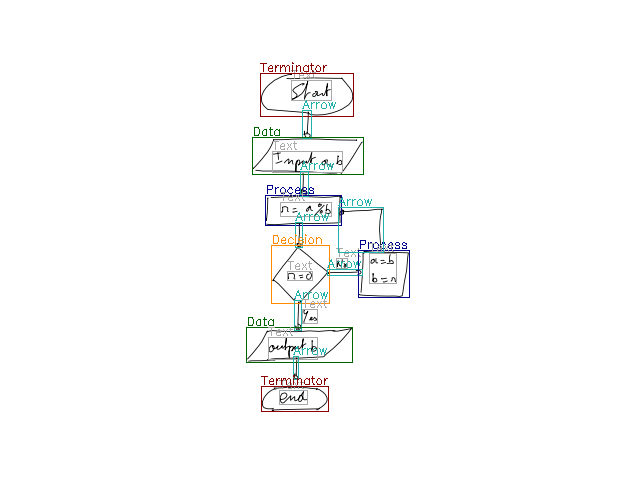 Terminator
Text
Start
Arrow
Data
Text
Input a,b
Arrow
Process
Text
Arrow
n = a%b
Arrow
Decision
Process
Text
Arrow
No
a=b
Text
n=0
b=n
Arrow
Text
Yes
Data
Text
output b
Arrow
Terminator
Text
end